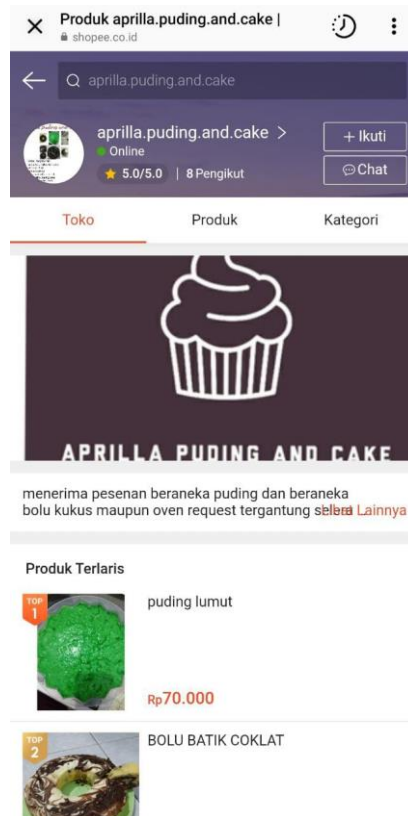 Produk aprilla.puding.and.cake |
shopee.co.id
aprilla.puding.and.cake
aprilla.puding.and.cake >
+ Ikuti
Online
5.0/5.0 | 8 Pengikut
Chat
Toko Produk Kategori
APRILLA PUDING AND CAKE
menerima pesenan beraneka puding dan beraneka
bolu kukus maupun oven request tergantung Lainnya
Produk Terlaris
TOP
1
puding lumut
Rp70.000
TOP
2
BOLU BATIK COKLAT